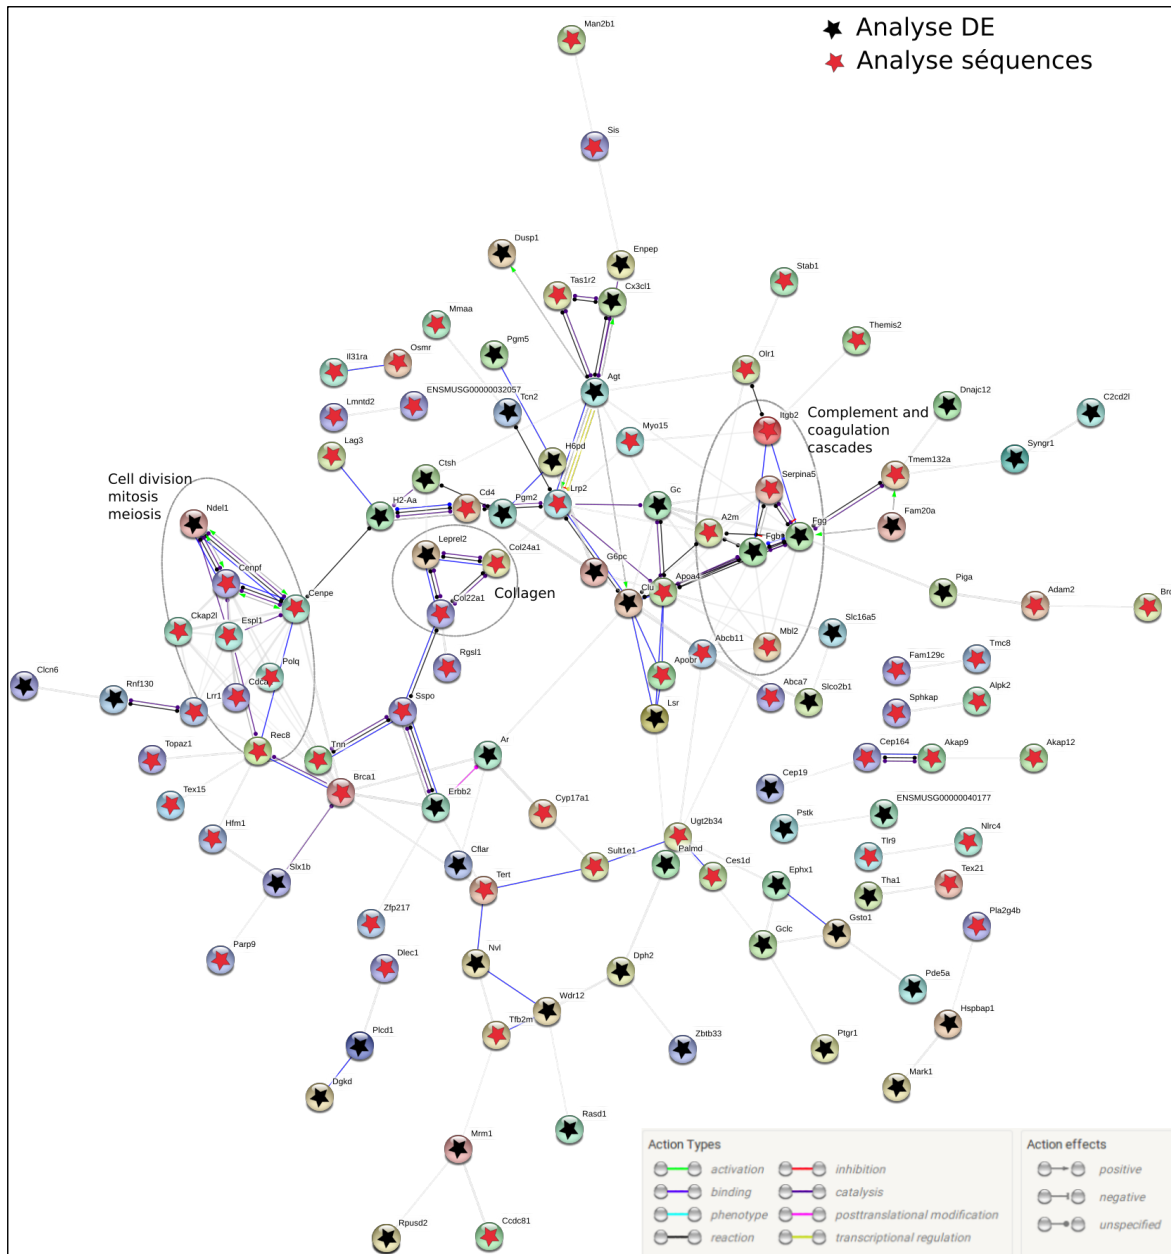 Man2b1
Analyse DE
Analyse séquences
Sis
Dusp1
Enpep
Tas1r2
Cx3cl1
Stab1
Mmaa
Themis2
Pgm5
Osmr
Il31ra
Olr1
Agt
ENSMUSG00000032057
Tcn2
Lmntd2
Dnajc12
C2cd2l
Itgb2
Complement and
coagulation
cascades
Myo15
Syngr1
Lag3
H6pd
Ctsh
Tmem132a
Serpina5
Cell division
mitosis
meiosis
Lrp2
Gc
Cd4
Pgm2
H2-Aa
Ndel1
A2m
Fgg
Fam20a
Fgb
Leprel2
Col24a1
G6pc
Cenpf
Apoa4
Clu
Collagen
Piga
Cenpe
Adam2
Col22a1
Ckap2l
Espl1
Slc16a5
Mbl2
Abcb11
Rgsl1
Polq
Tmc8
Fam129c
Apobr
Clcn6
Cdca
Rnf130
Lrr1
Abca7
Slco2b1
Sphkap
Alpk2
Sspo
Lsr
Rec8
Tnn
Ar
Topaz1
Cep164
Akap9
Akap12
Brca1
Erbb2
Cep19
Tex15
Cyp17a1
ENSMUSG00000040177
Pstk
Ugt2b34
Hfm1
Nlrc4
Tlr9
Palmd
Cflar
Sult1e1
Slx1b
Tert
Ces1d
Ephx1
Tha1
Tex21
Zfp217
Gsto1
Pla2g4b
Parp9
Gclc
Dlec1
Nvl
Dph2
Pde5a
Wdr12
Hspbap1
Plcd1
Tfb2m
Zbtb33
Ptgr1
Dgkd
Mark1
Rasd1
Mrm1
Rpusd2
Ccdc81
Action Types
activation
inhibition
binding
catalysis
phenotype
posttranslational modification
reaction
transcriptional regulation
Action effects
positive
negative
unspecified